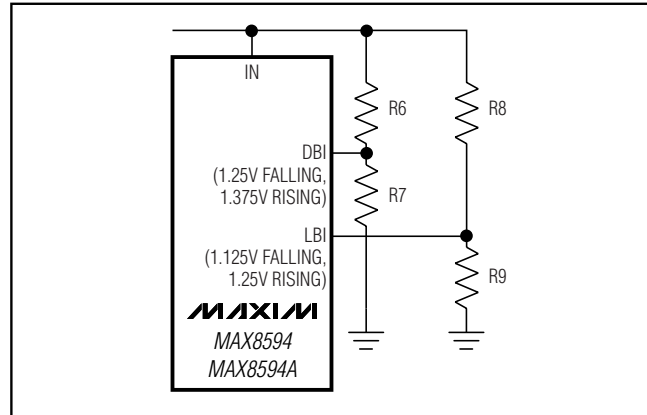 IN
R6
R8
DBI
(1.25V FALLING,
1.375V RISING)
R7
LBI
(1.125V FALLING,
1.25V RISING)
R9
MAXIM
MAX8594
MAX8594A